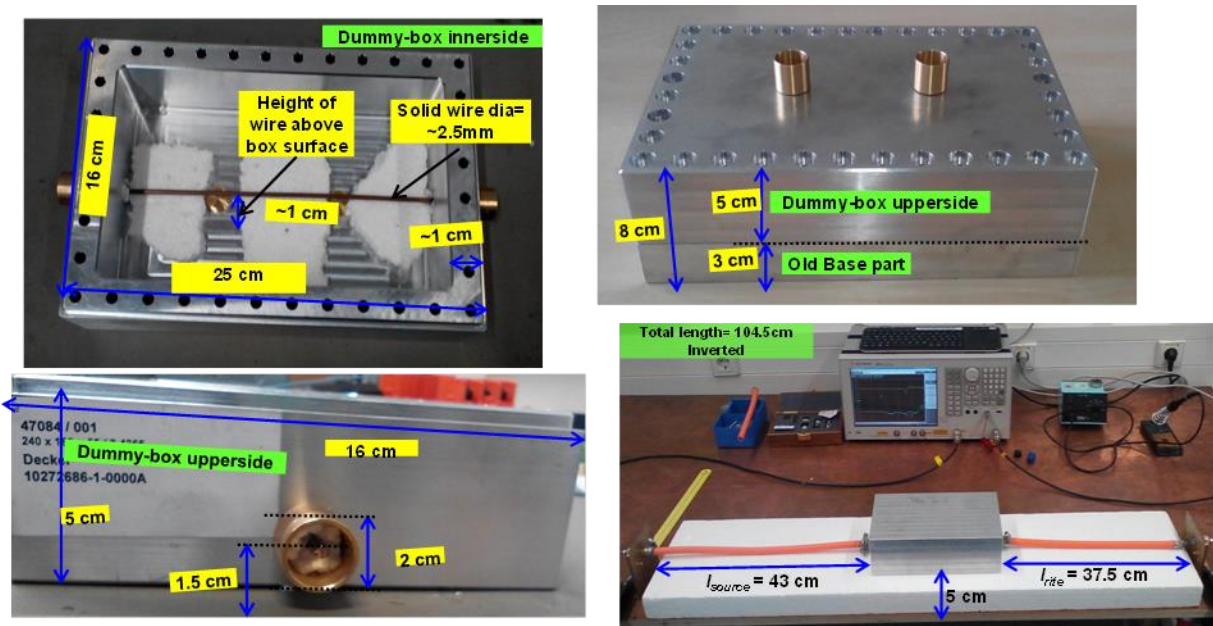 Dummy-box innerside
Height of
wire above
box surface
Solid wire dia=
~2.5mm
16 cm
~1 cm
~1 cm
25 cm
5 cm
Dummy-box upperside
8 cm
3 cm
Old Base part
47084 / 001
240 x
Decke
10272686-1-0000A
Dummy-box upperside
16 cm
5 cm
2 cm
1.5 cm
Total length= 104.5cm
Inverted
lsource = 43 cm
lrite = 37.5 cm
5 cm